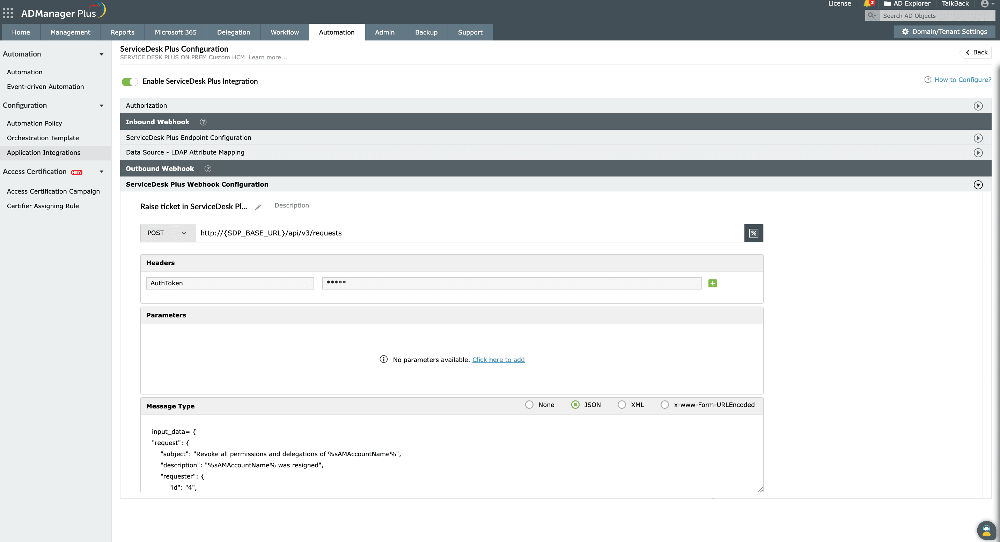 License
2
AD Explorer
TalkBack
ADManager Plus
Search AD Objects
Home
Management
Reports
Microsoft 365
Delegation
Workflow
Automation
Admin
Backup
Support
Domain/Tenant Settings
Automation
Automation
Event-driven Automation
Configuration
Automation Policy
Orchestration Template
Application Integrations
Access Certification NEW
Access Certification Campaign
Certifier Assigning Rule
ServiceDesk Plus Configuration
SERVICE DESK PLUS ON PREM Custom HCM Learn more...
Back
Enable ServiceDesk Plus Integration
? How to Configure?
Authorization
Inbound Webhook ?
ServiceDesk Plus Endpoint Configuration
Data Source - LDAP Attribute Mapping
Outbound Webhook ?
ServiceDesk Plus Webhook Configuration
Raise ticket in ServiceDesk Pl... Description
POST http://{SDP_BASE_URL}/api/v3/requests %
Headers
AuthToken *****
Parameters
No parameters available. Click here to add
Message Type None JSON XML x-www-Form-URLEncoded
input_data= {
"request": {
"subject": "Revoke all permissions and delegations of %sAMAccountName%",
"description": "%sAMAccountName% was resigned",
"requester": {
"id": "4",